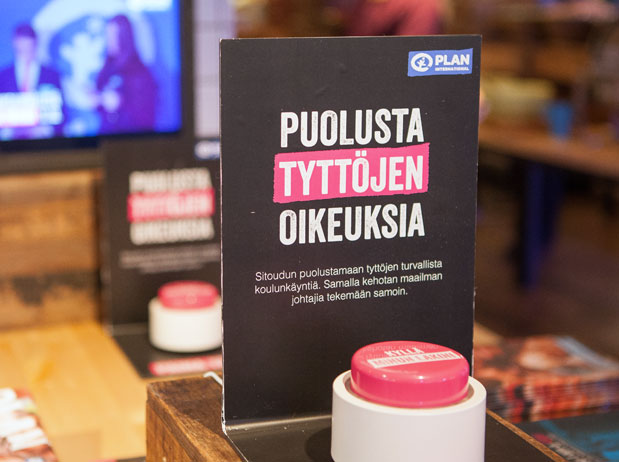 PLAN
INTERNATIONAL
PUOLUSTA
TYTTÖJEN
OIKEUKSIA
Sitoudun puolustamaan tyttöjen turvallista
koulunkäyntiä. Samalla kehotan maailman
johtajia tekemään samoin.
KYLLÄ
PUOLUSTA
TYTTÖJEN
OIKEUKSIA